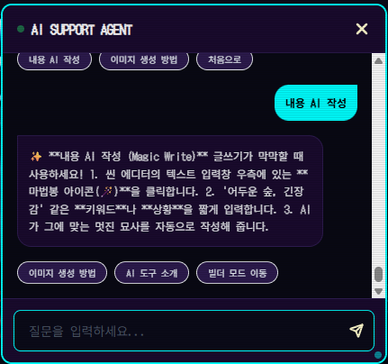 AI SUPPORT AGENT
내용 AI 작성
이미지 생성 방법
처음으로
내용 AI 작성
✨ **내용 AI 작성 (Magic Write)** 글쓰기가 막막할 때
사용하세요! 1. 씬 에디터의 텍스트 입력창 우측에 있는 **
마법봉 아이콘(🪄)**을 클릭합니다. 2. '어두운 숲, 긴장
감' 같은 **키워드**나 **상황**을 짧게 입력합니다. 3. AI
가 그에 맞는 멋진 묘사를 자동으로 작성해 줍니다.
이미지 생성 방법
AI 도구 소개
빌더 모드 이동
질문을 입력하세요...